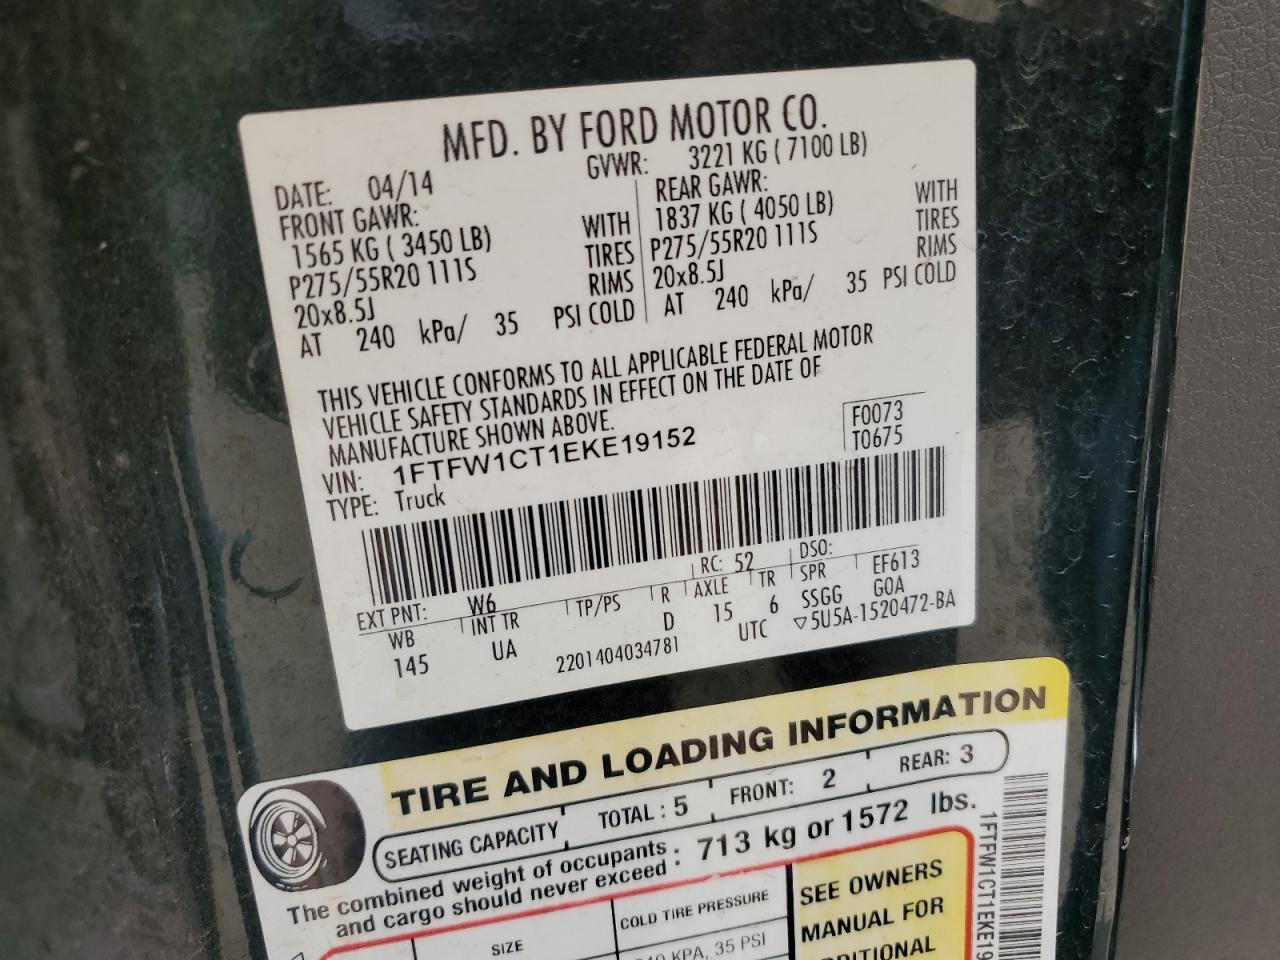 MFD. BY FORD MOTOR CO.
DATE: 04/14 GVWR: 3221 KG ( 7100 LB)
FRONT GAWR: REAR GAWR:
1565 KG ( 3450 LB) WITH 1837 KG ( 4050 LB) WITH
P275/55R20 111S TIRES P275/55R20 111S TIRES
20x8.5J RIMS 20x8.5J RIMS
AT 240 kPa/ 35 PSI COLD AT 240 kPa/ 35 PSI COLD
THIS VEHICLE CONFORMS TO ALL APPLICABLE FEDERAL MOTOR
VEHICLE SAFETY STANDARDS IN EFFECT ON THE DATE OF
MANUFACTURE SHOWN ABOVE.
F0073
T0675
VIN: 1FTFW1CT1EKE19152
TYPE: Truck
EXT PNT: W6 RC: 52 DSO:
WB INT TR TP/PS R AXLE TR SPR EF613
145 UA D 15 6 SSGG GOA
2201404034781 UTC ▽5U5A-1520472-BA
TIRE AND LOADING INFORMATION
SEATING CAPACITY TOTAL : 5 FRONT: 2 REAR: 3
The combined weight of occupants
and cargo should never exceed : 713 kg or 1572 lbs.
SIZE COLD TIRE PRESSURE
KPA, 35 PSI
SEE OWNERS
MANUAL FOR
1FTFW1CT1EKE19